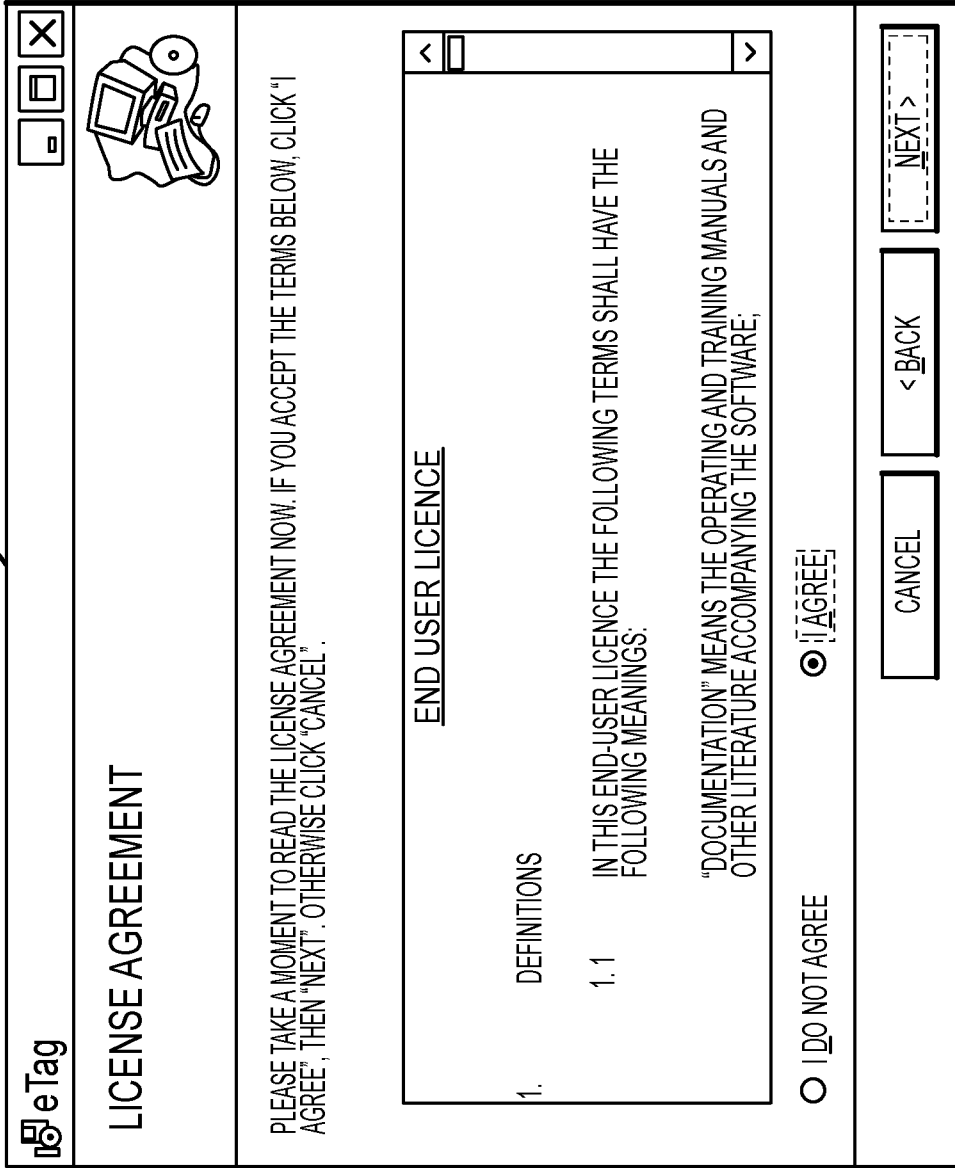 eTag
LICENSE AGREEMENT
PLEASE TAKE A MOMENT TO READ THE LICENSE AGREEMENT NOW. IF YOU ACCEPT THE TERMS BELOW, CLICK “I
AGREE”, THEN “NEXT”. OTHERWISE CLICK “CANCEL”.
END USER LICENCE
1. DEFINITIONS
1.1 IN THIS END-USER LICENCE THE FOLLOWING TERMS SHALL HAVE THE
FOLLOWING MEANINGS:
“DOCUMENTATION” MEANS THE OPERATING AND TRAINING MANUALS AND
OTHER LITERATURE ACCOMPANYING THE SOFTWARE;
I DO NOT AGREE I AGREE
CANCEL < BACK NEXT >